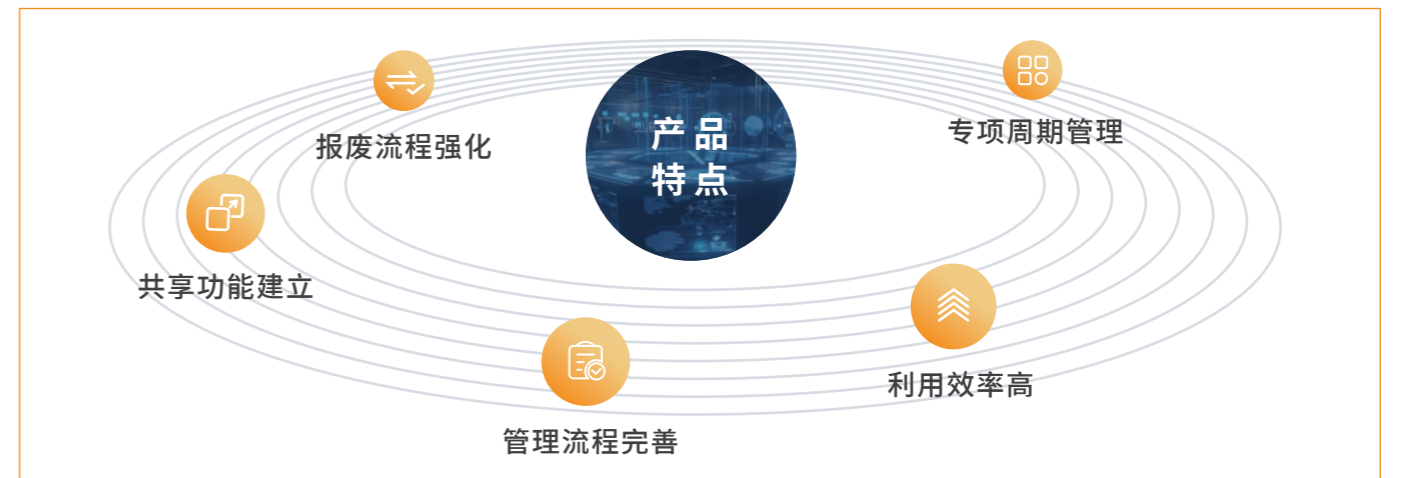 产品
特点
专项周期管理
报废流程强化
共享功能建立
利用效率高
管理流程完善